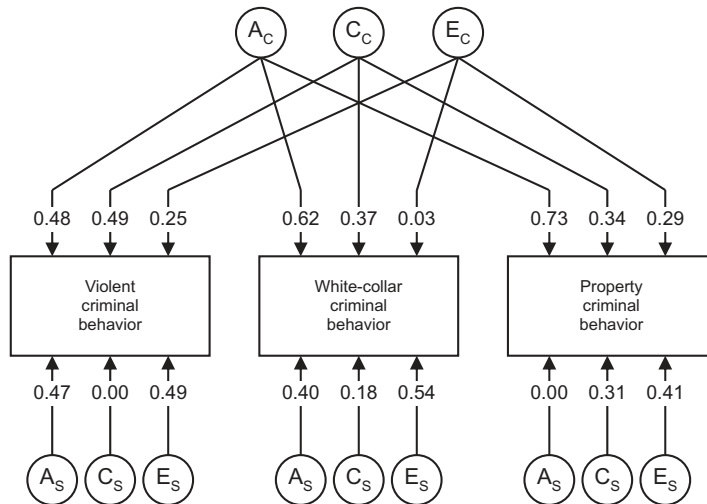 A_C C_C E_C
0.48 0.49 0.25 0.62 0.37 0.03 0.73 0.34 0.29
Violent
criminal
behavior
White-collar
criminal
behavior
Property
criminal
behavior
0.47 0.00 0.49 0.40 0.18 0.54 0.00 0.31 0.41
A_S C_S E_S A_S C_S E_S A_S C_S E_S